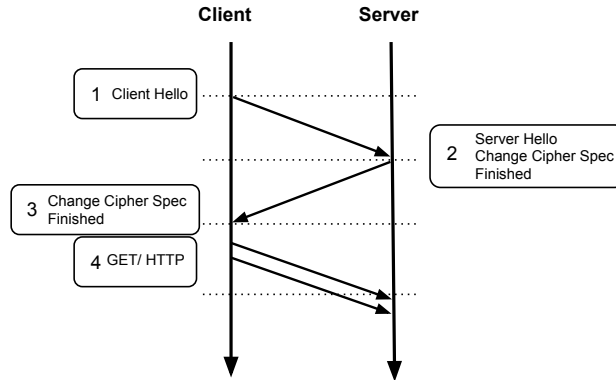 Client
Server
1 Client Hello
2
Server Hello
Change Cipher Spec
Finished
3
Change Cipher Spec
Finished
4 GET/ HTTP